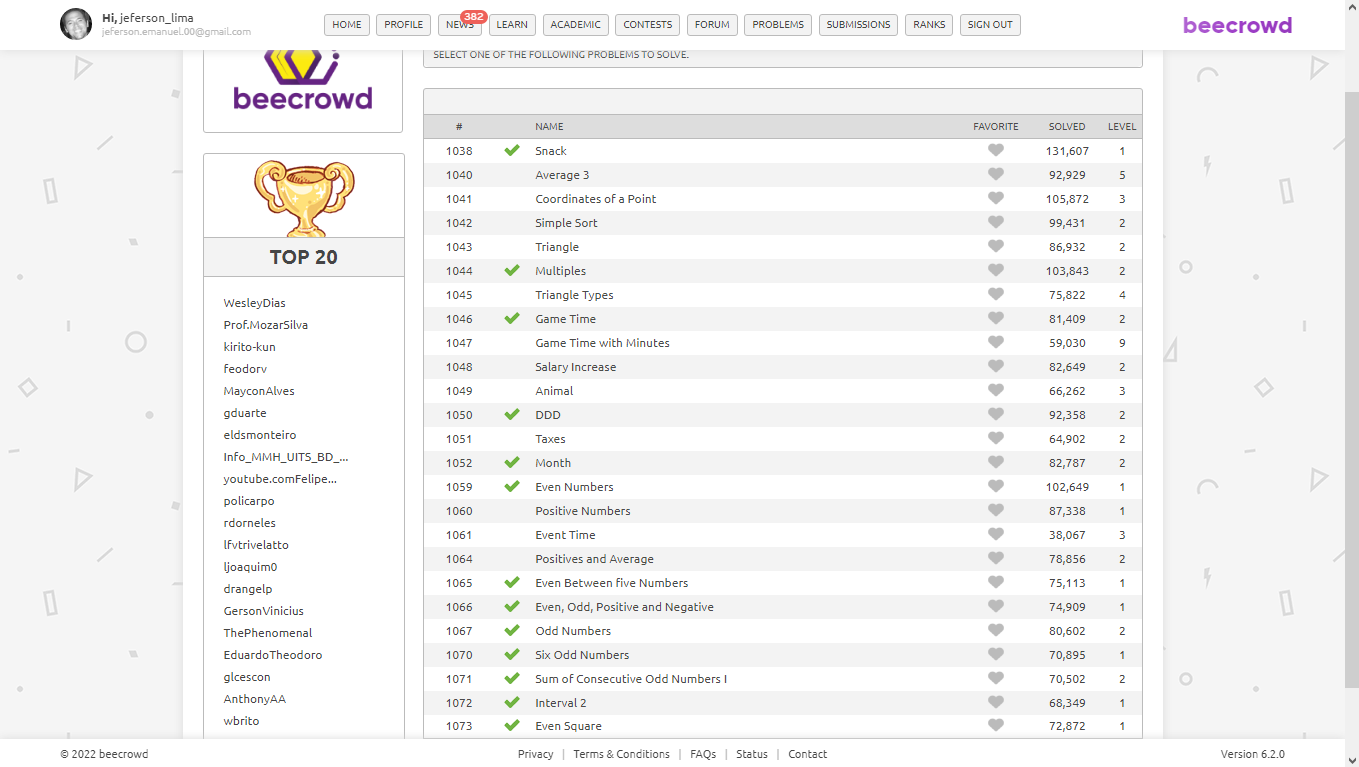 Hi, jeferson_lima
jeferson.emanuel.00@gmail.com
HOME PROFILE NEWS 382 LEARN ACADEMIC CONTESTS FORUM PROBLEMS SUBMISSIONS RANKS SIGN OUT
beecrowd
beecrowd
TOP 20
WesleyDias
Prof.MozarSilva
kirito-kun
feodorv
MayconAlves
gduarte
eldsmonteiro
Info_MMH_UITS_BD_...
youtube.comFelipe...
policarpo
rdorneles
lfvtrivelatto
ljoaquim0
drangelp
GersonVinicius
ThePhenomenal
EduardoTheodoro
glcescon
AnthonyAA
wbrito
SELECT ONE OF THE FOLLOWING PROBLEMS TO SOLVE.
# NAME FAVORITE SOLVED LEVEL
1038 Snack 131,607 1
1040 Average 3 92,929 5
1041 Coordinates of a Point 105,872 3
1042 Simple Sort 99,431 2
1043 Triangle 86,932 2
1044 Multiples 103,843 2
1045 Triangle Types 75,822 4
1046 Game Time 81,409 2
1047 Game Time with Minutes 59,030 9
1048 Salary Increase 82,649 2
1049 Animal 66,262 3
1050 DDD 92,358 2
1051 Taxes 64,902 2
1052 Month 82,787 2
1059 Even Numbers 102,649 1
1060 Positive Numbers 87,338 1
1061 Event Time 38,067 3
1064 Positives and Average 78,856 2
1065 Even Between five Numbers 75,113 1
1066 Even, Odd, Positive and Negative 74,909 1
1067 Odd Numbers 80,602 2
1070 Six Odd Numbers 70,895 1
1071 Sum of Consecutive Odd Numbers I 70,502 2
1072 Interval 2 68,349 1
1073 Even Square 72,872 1
© 2022 beecrowd
Privacy | Terms & Conditions | FAQs | Status | Contact
Version 6.2.0